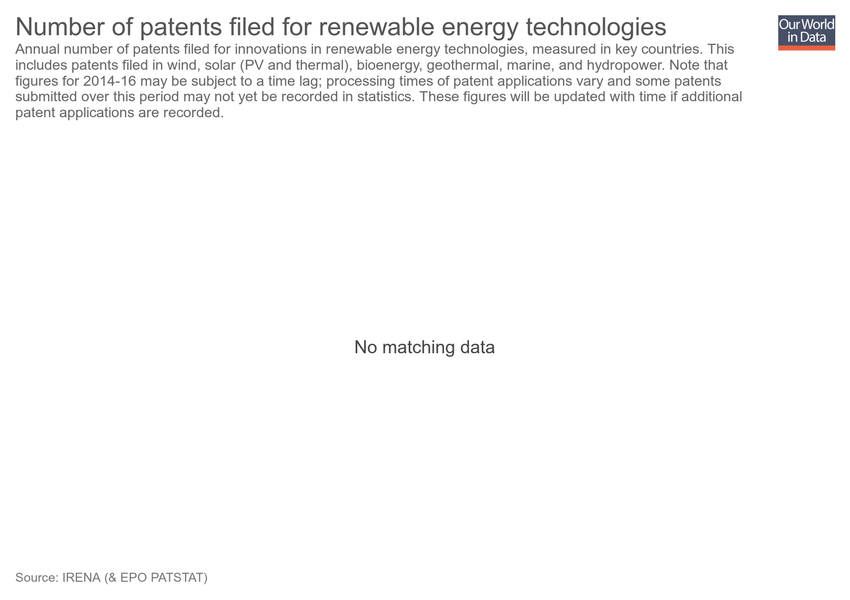 Number of patents filed for renewable energy technologies
Our World
in Data
Annual number of patents filed for innovations in renewable energy technologies, measured in key countries. This
includes patents filed in wind, solar (PV and thermal), bioenergy, geothermal, marine, and hydropower. Note that
figures for 2014-16 may be subject to a time lag; processing times of patent applications vary and some patents
submitted over this period may not yet be recorded in statistics. These figures will be updated with time if additional
patent applications are recorded.
No matching data
Source: IRENA (& EPO PATSTAT)